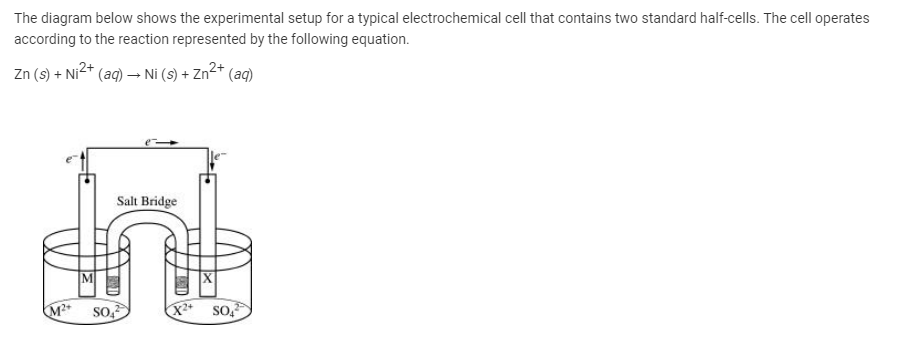 The diagram below shows the experimental setup for a typical electrochemical cell that contains two standard half-cells. The cell operates
according to the reaction represented by the following equation.
Zn (s) + Ni²⁺ (aq) → Ni (s) + Zn²⁺ (aq)
e⁻
e⁻ e⁻
Salt Bridge
M X
M²⁺ SO₄²⁻ X²⁺ SO₄²⁻